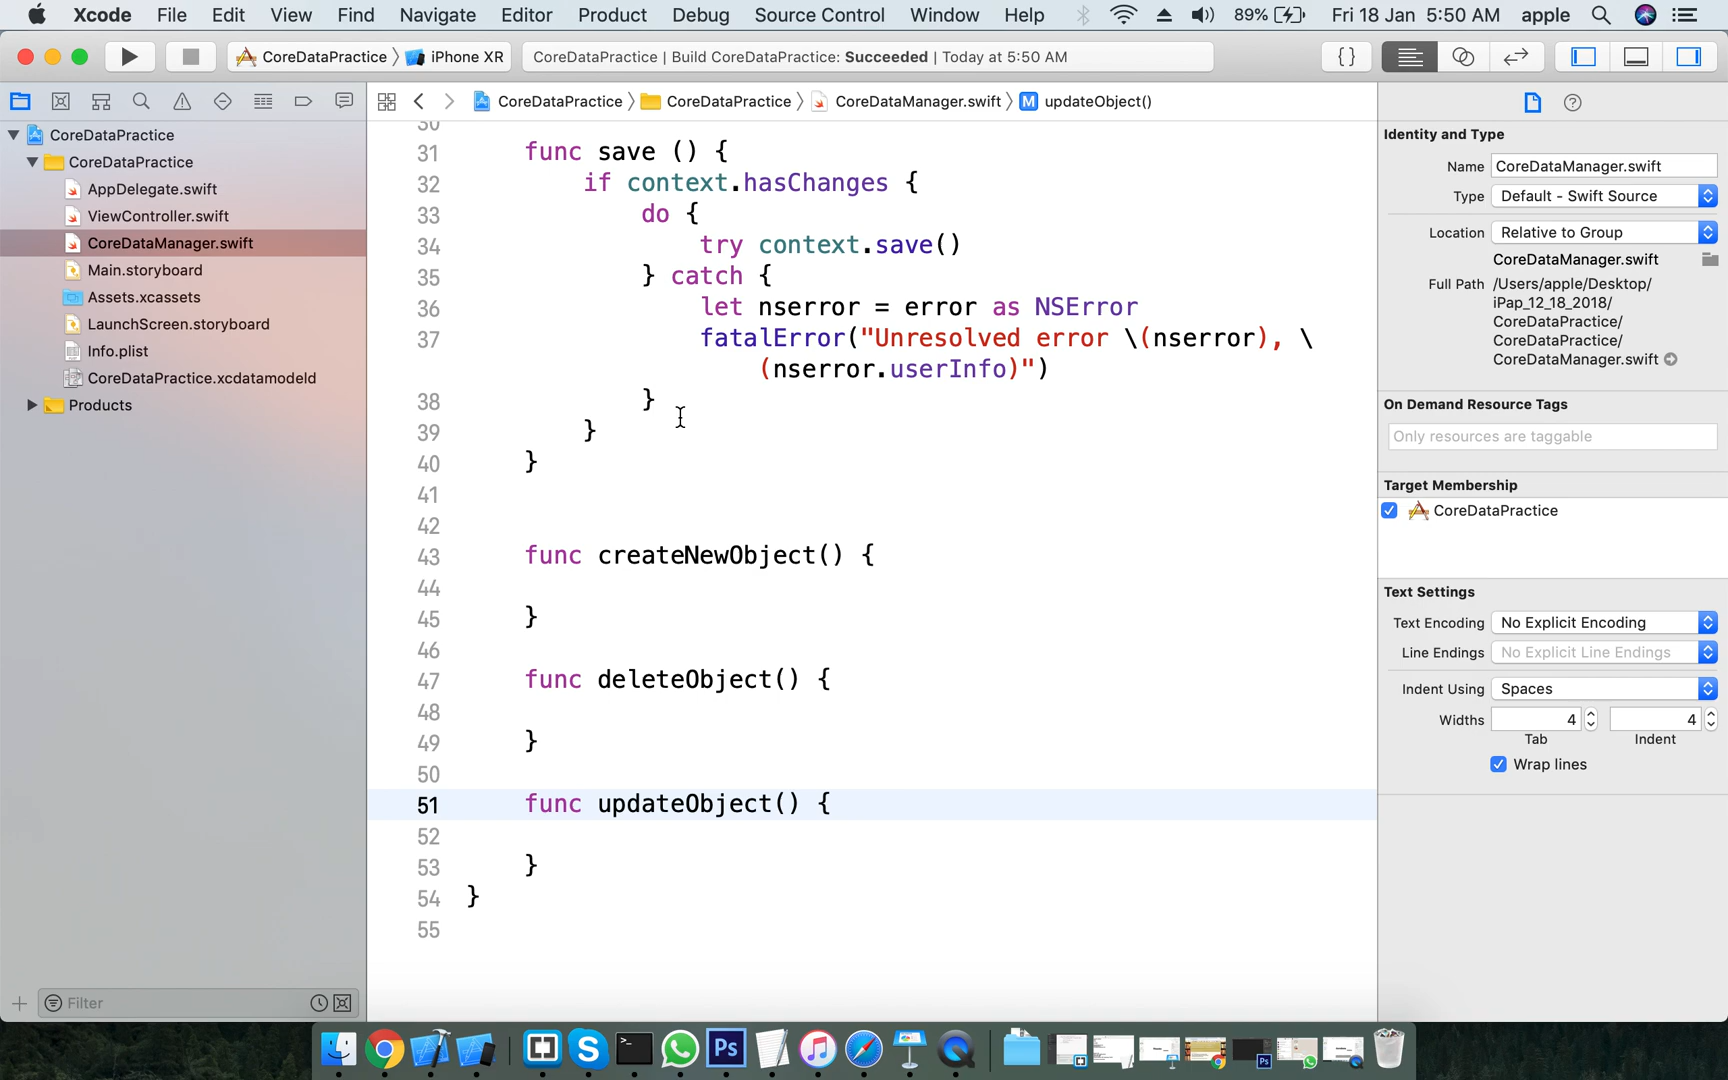 Xcode File Edit View Find Navigate Editor Product Debug Source Control Window Help 89% Fri 18 Jan 5:50 AM apple
CoreDataPractice iPhone XR CoreDataPractice | Build CoreDataPractice: Succeeded | Today at 5:50 AM {}
CoreDataPractice CoreDataPractice CoreDataManager.swift M updateObject()
CoreDataPractice
CoreDataPractice
AppDelegate.swift
ViewController.swift
CoreDataManager.swift
Main.storyboard
Assets.xcassets
LaunchScreen.storyboard
Info.plist
CoreDataPractice.xcdatamodeld
Products
Filter
30
31 func save () {
32 if context.hasChanges {
33 do {
34 try context.save()
35 } catch {
36 let nserror = error as NSError
37 fatalError("Unresolved error \(nserror), \
(nserror.userInfo)")
38 }
39 }
40 }
41
42
43 func createNewObject() {
44
45 }
46
47 func deleteObject() {
48
49 }
50
51 func updateObject() {
52
53 }
54 }
55
Identity and Type
Name CoreDataManager.swift
Type Default - Swift Source
Location Relative to Group
CoreDataManager.swift
Full Path /Users/apple/Desktop/
iPap_12_18_2018/
CoreDataPractice/
CoreDataPractice/
CoreDataManager.swift
On Demand Resource Tags
Only resources are taggable
Target Membership
CoreDataPractice
Text Settings
Text Encoding No Explicit Encoding
Line Endings No Explicit Line Endings
Indent Using Spaces
Widths 4 4
Tab Indent
Wrap lines
S >_ Ps